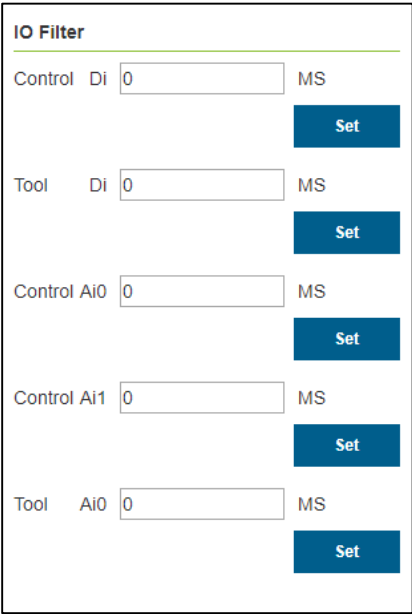 IO Filter
Control Di 0 MS
Set
Tool Di 0 MS
Set
Control Ai0 0 MS
Set
Control Ai1 0 MS
Set
Tool Ai0 0 MS
Set